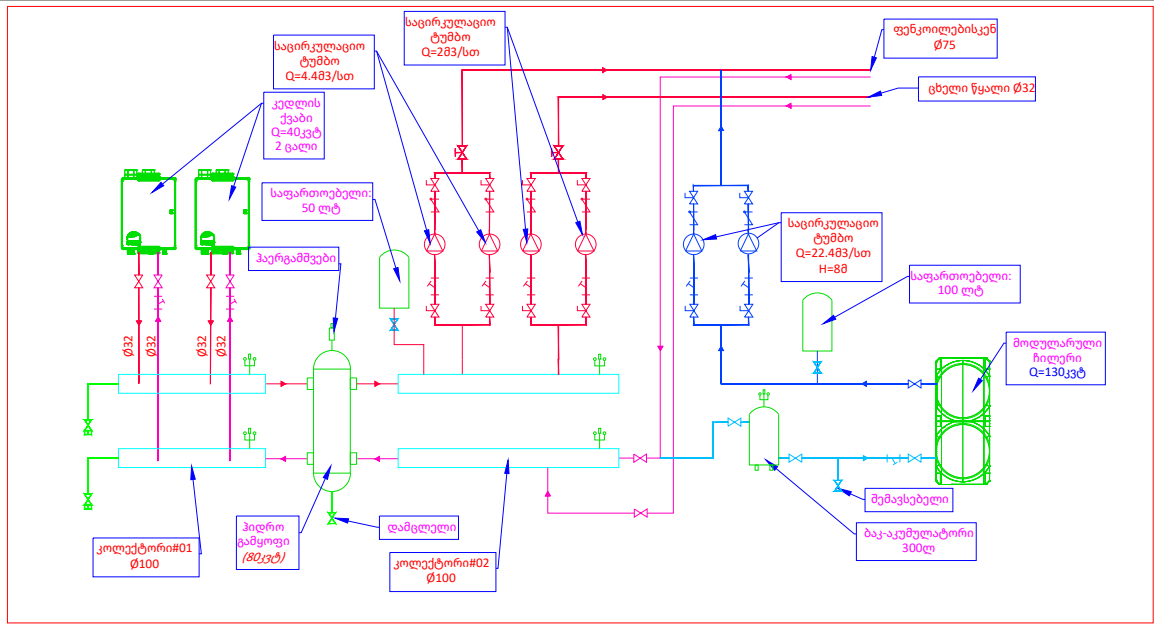 საცირკულაციო
ტუმბო
Q=2მ3/სთ
ფენკოილებისკენ
Ø75
საცირკულაციო
ტუმბო
Q=4.4მ3/სთ
ცხელი წყალი Ø32
კედლის
ქვაბი
Q=40კვტ
2 ცალი
საფართოებელი:
50 ლტ
საცირკულაციო
ტუმბო
Q=22.4მ3/სთ
H=8მ
ჰაერგამშვები
საფართოებელი:
100 ლტ
Ø32
Ø32
Ø32
Ø32
მოდულარული
ჩილერი
Q=130კვტ
შემავსებელი
ჰიდრო
გამყოფი
(80კვტ)
დამცლელი
ბაკ-აკუმულატორი
300ლ
კოლექტორი#01
Ø100
კოლექტორი#02
Ø100